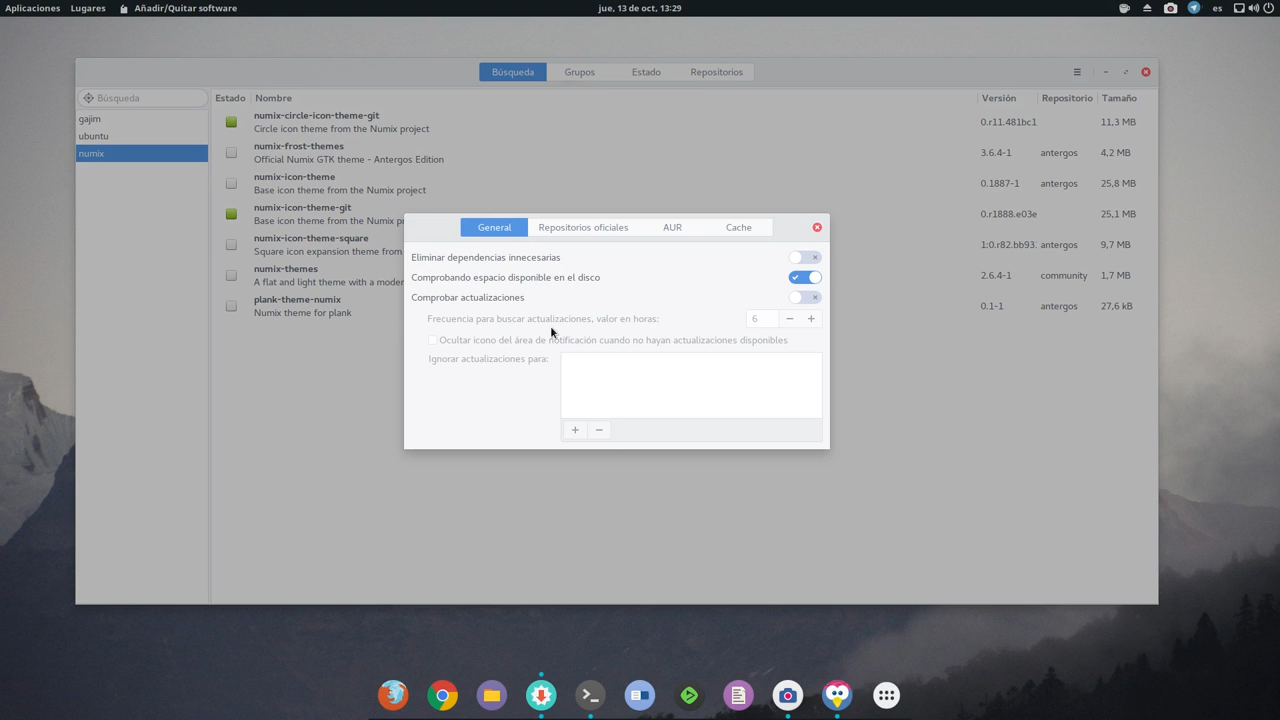 Aplicaciones Lugares Añadir/Quitar software jue, 13 de oct, 13:29 es
Búsqueda Grupos Estado Repositorios
Búsqueda
gajim
ubuntu
numix
Estado Nombre Versión Repositorio Tamaño
numix-circle-icon-theme-git
Circle icon theme from the Numix project
0.r11.481bc1 11,3 MB
numix-frost-themes
Official Numix GTK theme - Antergos Edition
3.6.4-1 antergos 4,2 MB
numix-icon-theme
Base icon theme from the Numix project
0.1887-1 antergos 25,8 MB
numix-icon-theme-git
Base icon theme from the Numix pr
0.r1888.e03e 25,1 MB
numix-icon-theme-square
Square icon expansion theme from
1:0.r82.bb93. antergos 9,7 MB
numix-themes
A flat and light theme with a moder
2.6.4-1 community 1,7 MB
plank-theme-numix
Numix theme for plank
0.1-1 antergos 27,6 kB
General Repositorios oficiales AUR Cache
Eliminar dependencias innecesarias
Comprobando espacio disponible en el disco
Comprobar actualizaciones
Frecuencia para buscar actualizaciones, valor en horas: 6
Ocultar icono del área de notificación cuando no hayan actualizaciones disponibles
Ignorar actualizaciones para: